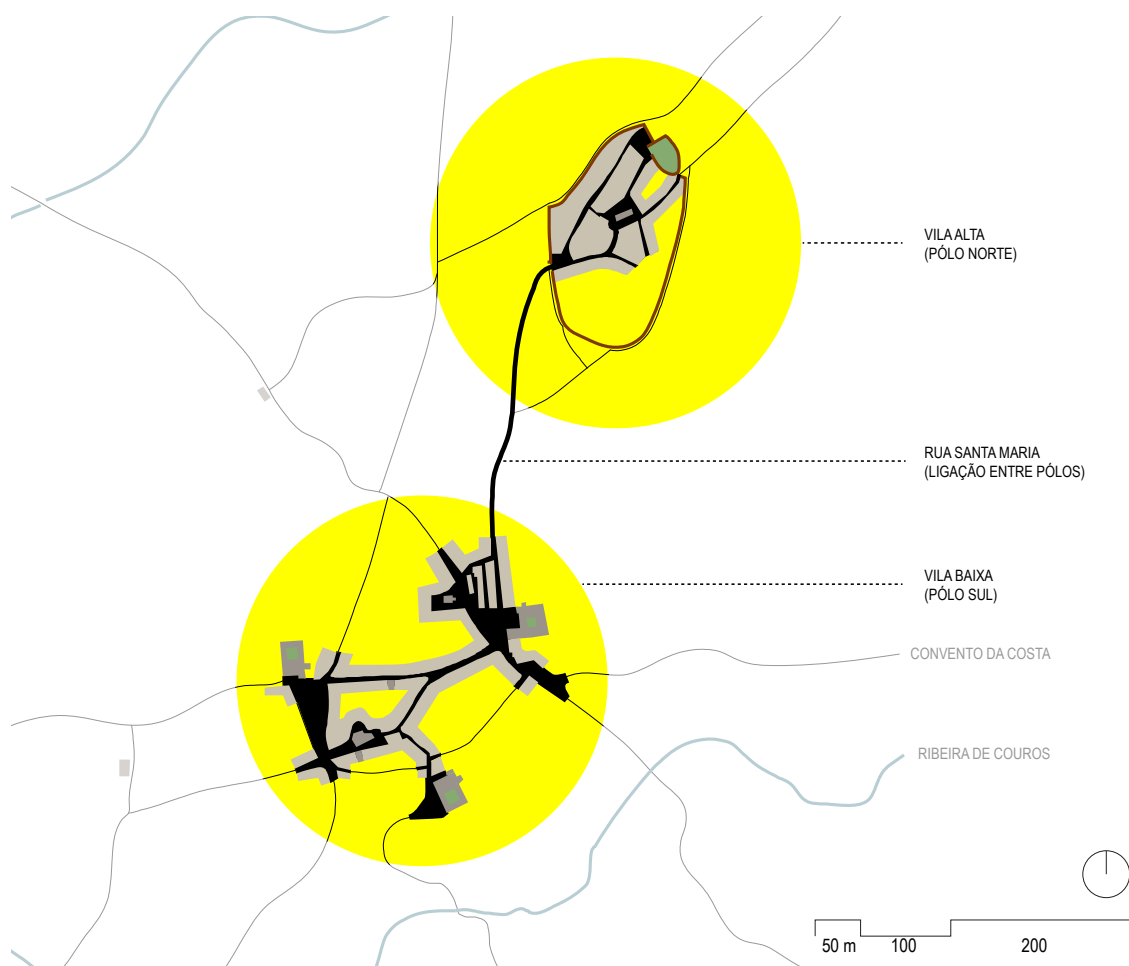 VILA ALTA
(PÓLO NORTE)
RUA SANTA MARIA
(LIGAÇÃO ENTRE PÓLOS)
VILA BAIXA
(PÓLO SUL)
CONVENTO DA COSTA
RIBEIRA DE COUROS
50 m 100 200